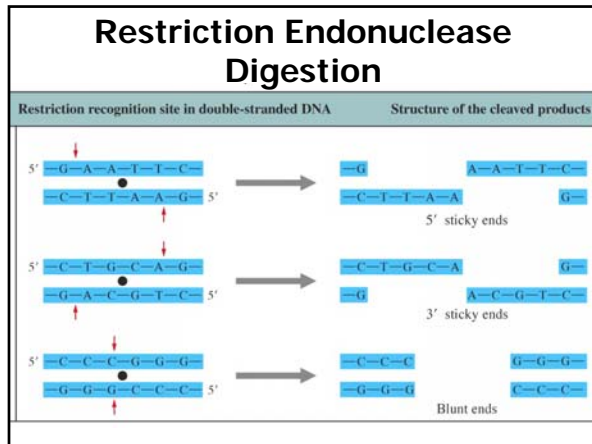 Restriction Endonuclease
Digestion
Restriction recognition site in double-stranded DNA Structure of the cleaved products
5′ —G—A—A—T—T—C— —G A—A—T—T—C—
—C—T—T—A—A—G— 5′ —C—T—T—A—A G—
5′ sticky ends
5′ —C—T—G—C—A—G— —C—T—G—C—A G—
—G—A—C—G—T—C— 5′ —G A—C—G—T—C—
3′ sticky ends
5′ —C—C—C—G—G—G— —C—C—C G—G—G—
—G—G—G—C—C—C— 5′ —G—G—G C—C—C—
Blunt ends